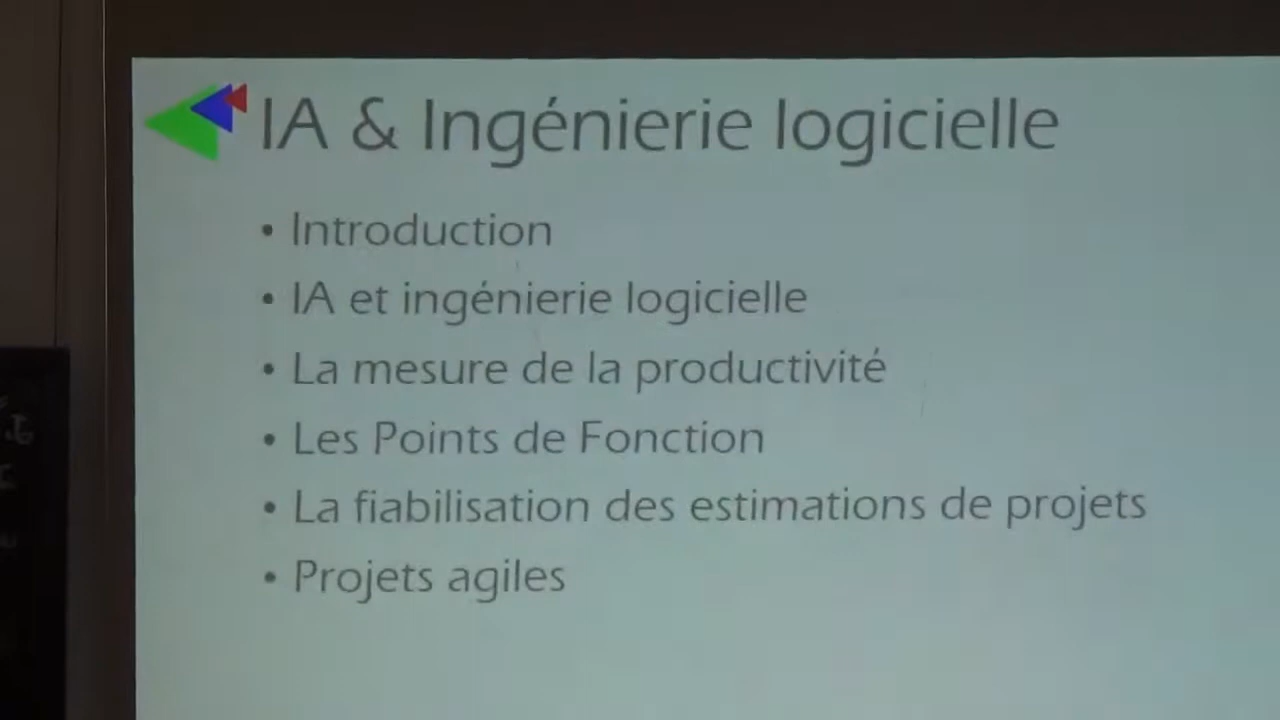 IA & Ingénierie logicielle
• Introduction
• IA et ingénierie logicielle
• La mesure de la productivité
• Les Points de Fonction
• La fiabilisation des estimations de projets
• Projets agiles